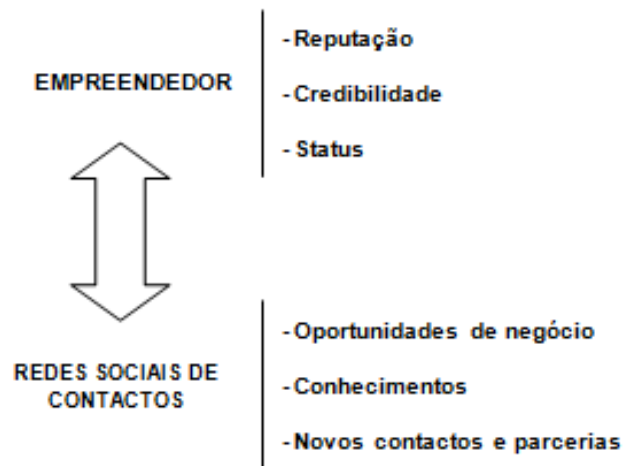 EMPREENDEDOR
- Reputação
- Credibilidade
- Status
REDES SOCIAIS DE
CONTACTOS
- Oportunidades de negócio
- Conhecimentos
- Novos contactos e parcerias